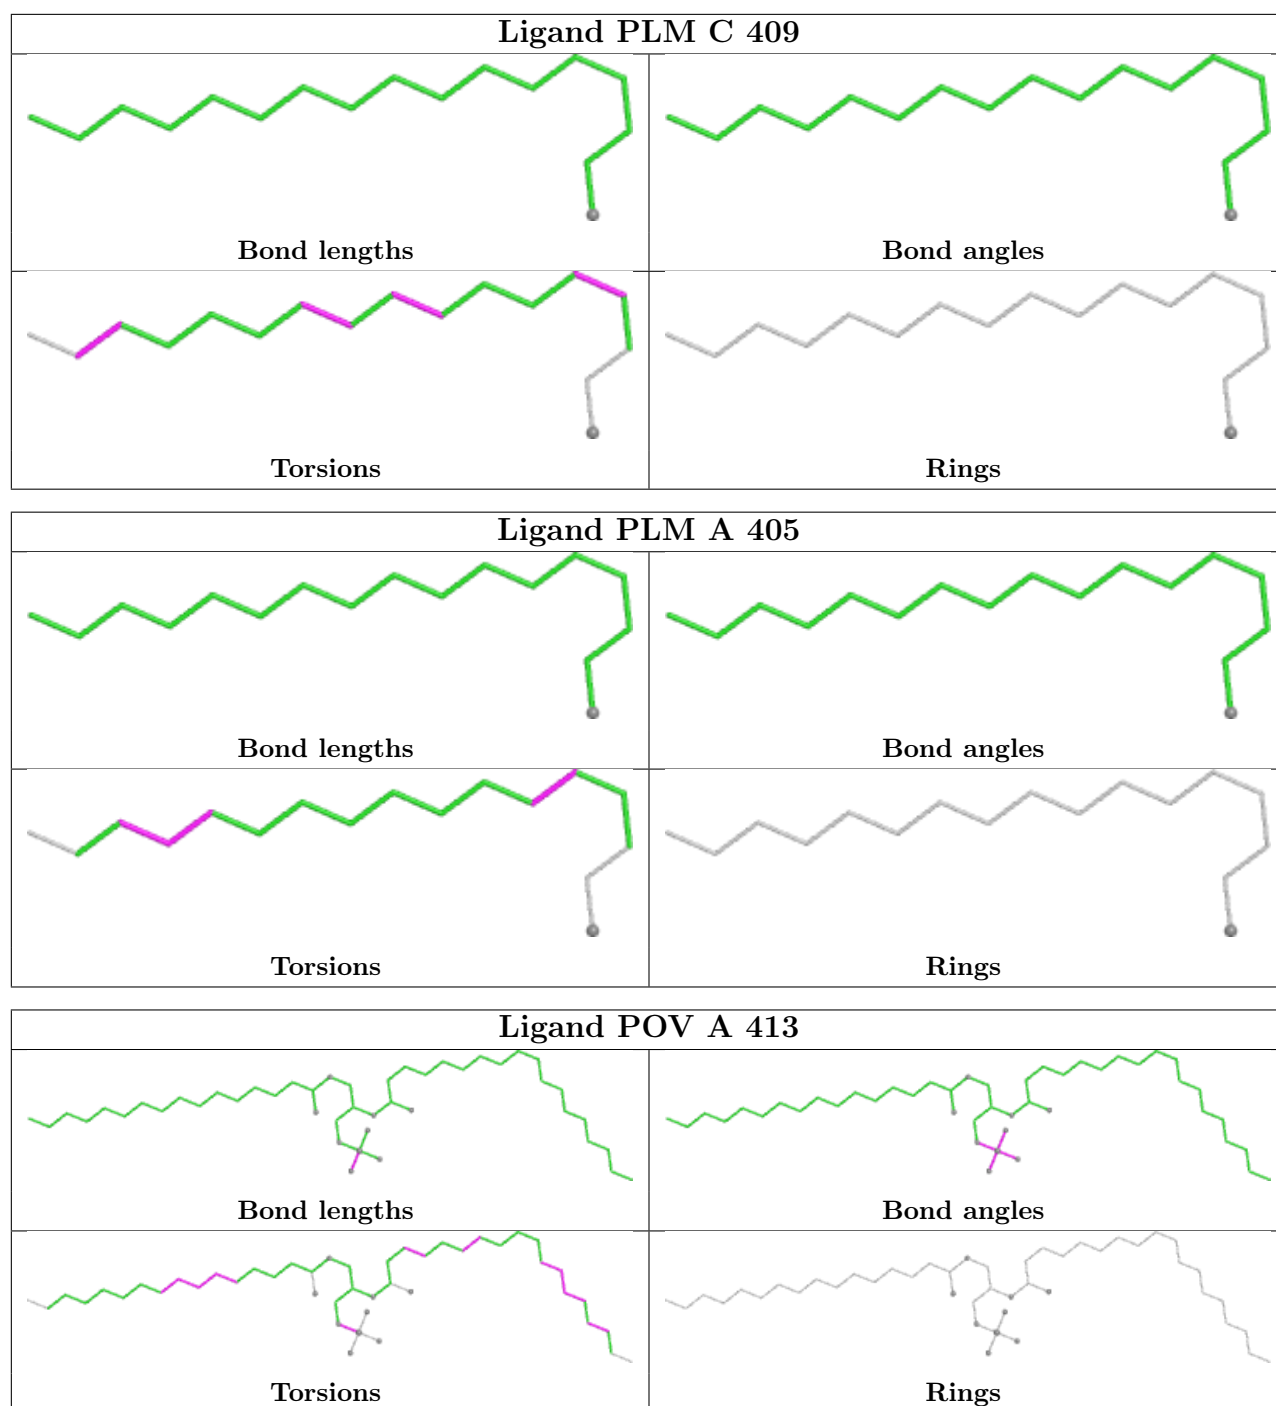 Ligand PLM C 409
Bond lengths
Bond angles
Torsions
Rings
Ligand PLM A 405
Bond lengths
Bond angles
Torsions
Rings
Ligand POV A 413
Bond lengths
Bond angles
Torsions
Rings